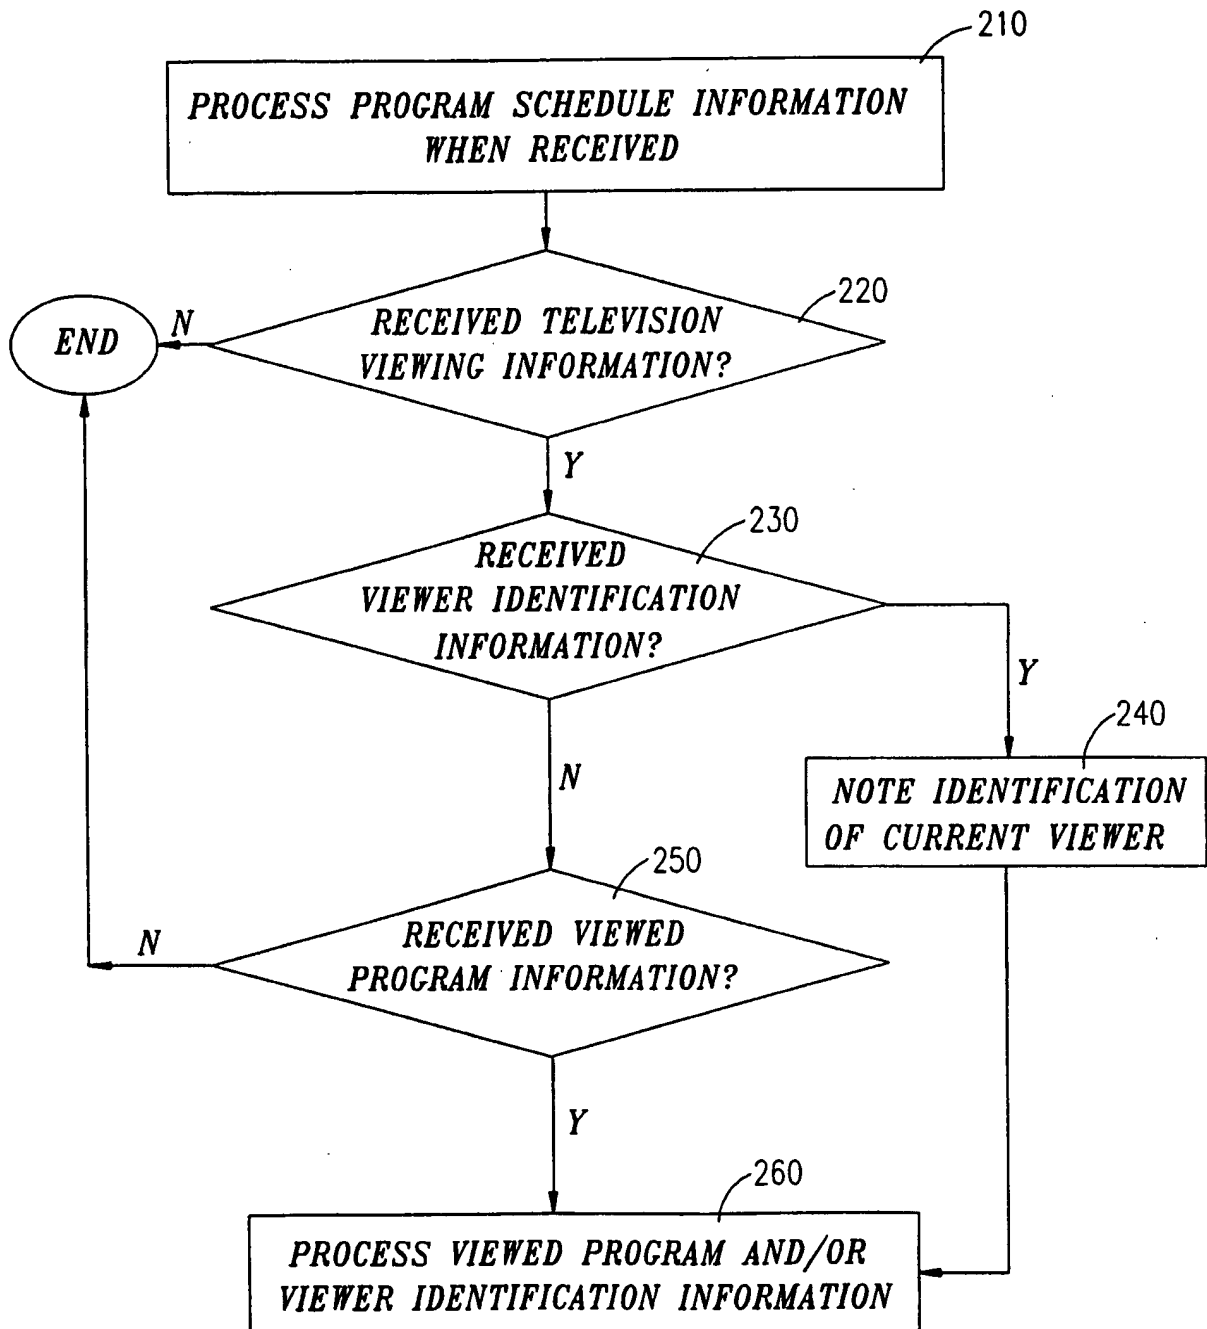 210
PROCESS PROGRAM SCHEDULE INFORMATION
WHEN RECEIVED
220
RECEIVED TELEVISION
VIEWING INFORMATION?
N
END
Y
230
RECEIVED
VIEWER IDENTIFICATION
INFORMATION?
Y
240
NOTE IDENTIFICATION
OF CURRENT VIEWER
N
250
RECEIVED VIEWED
PROGRAM INFORMATION?
N
Y
260
PROCESS VIEWED PROGRAM AND/OR
VIEWER IDENTIFICATION INFORMATION